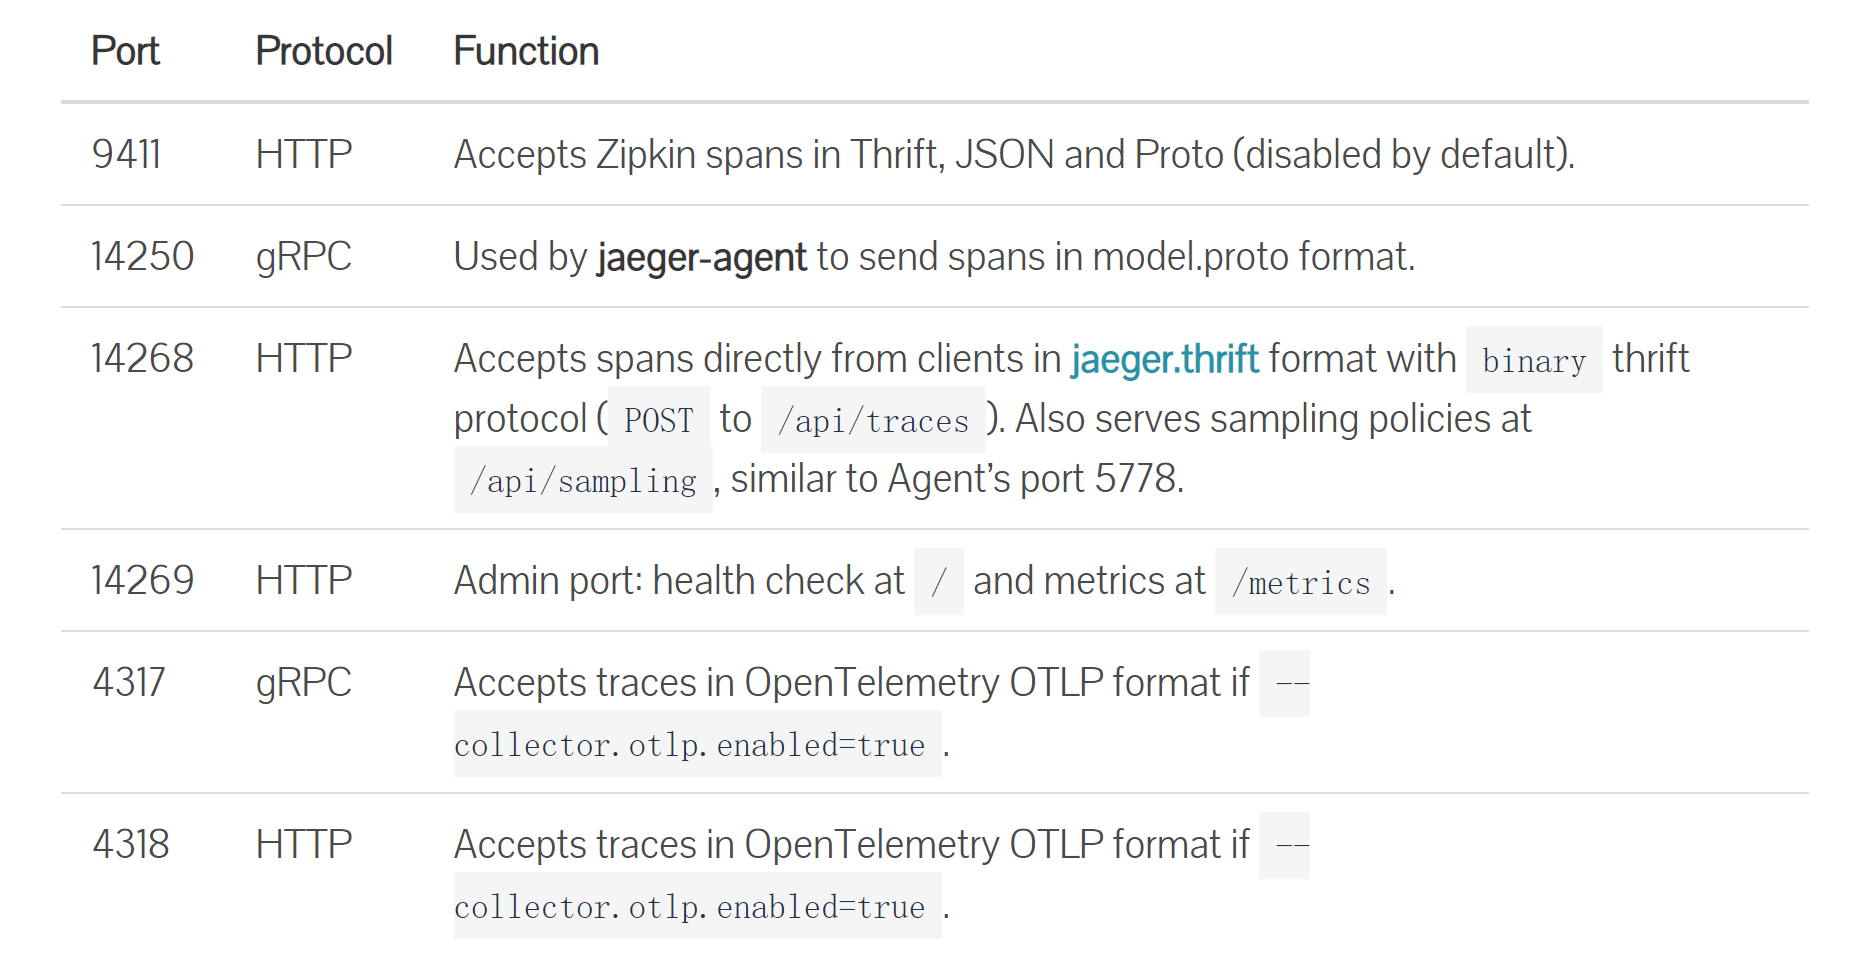 Port Protocol Function
9411 HTTP Accepts Zipkin spans in Thrift, JSON and Proto (disabled by default).
14250 gRPC Used by jaeger-agent to send spans in model.proto format.
14268 HTTP Accepts spans directly from clients in jaeger.thrift format with binary thrift
protocol ( POST to /api/traces ). Also serves sampling policies at
/api/sampling , similar to Agent’s port 5778.
14269 HTTP Admin port: health check at / and metrics at /metrics .
4317 gRPC Accepts traces in OpenTelemetry OTLP format if --
collector.otlp.enabled=true .
4318 HTTP Accepts traces in OpenTelemetry OTLP format if --
collector.otlp.enabled=true .